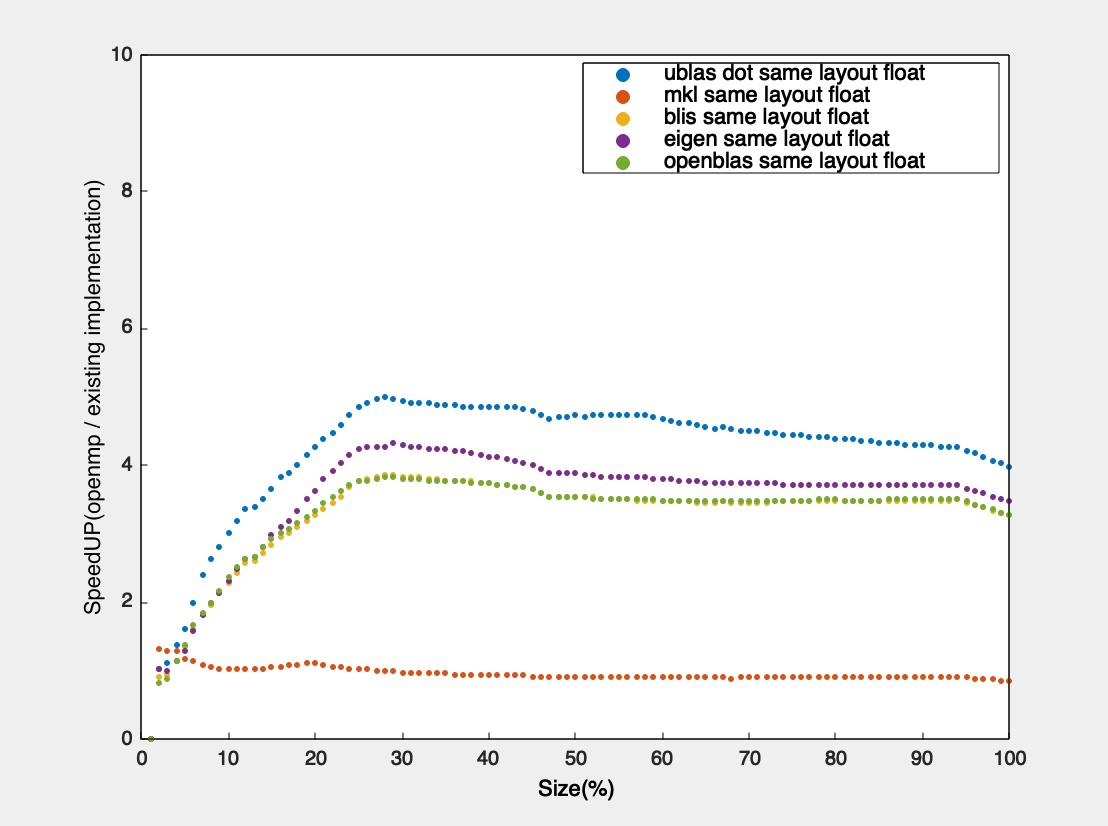 ublas dot same layout float
mkl same layout float
blis same layout float
eigen same layout float
openblas same layout float
SpeedUP(openmp / existing implementation)
10
8
6
4
2
0
0 10 20 30 40 50 60 70 80 90 100
Size(%)